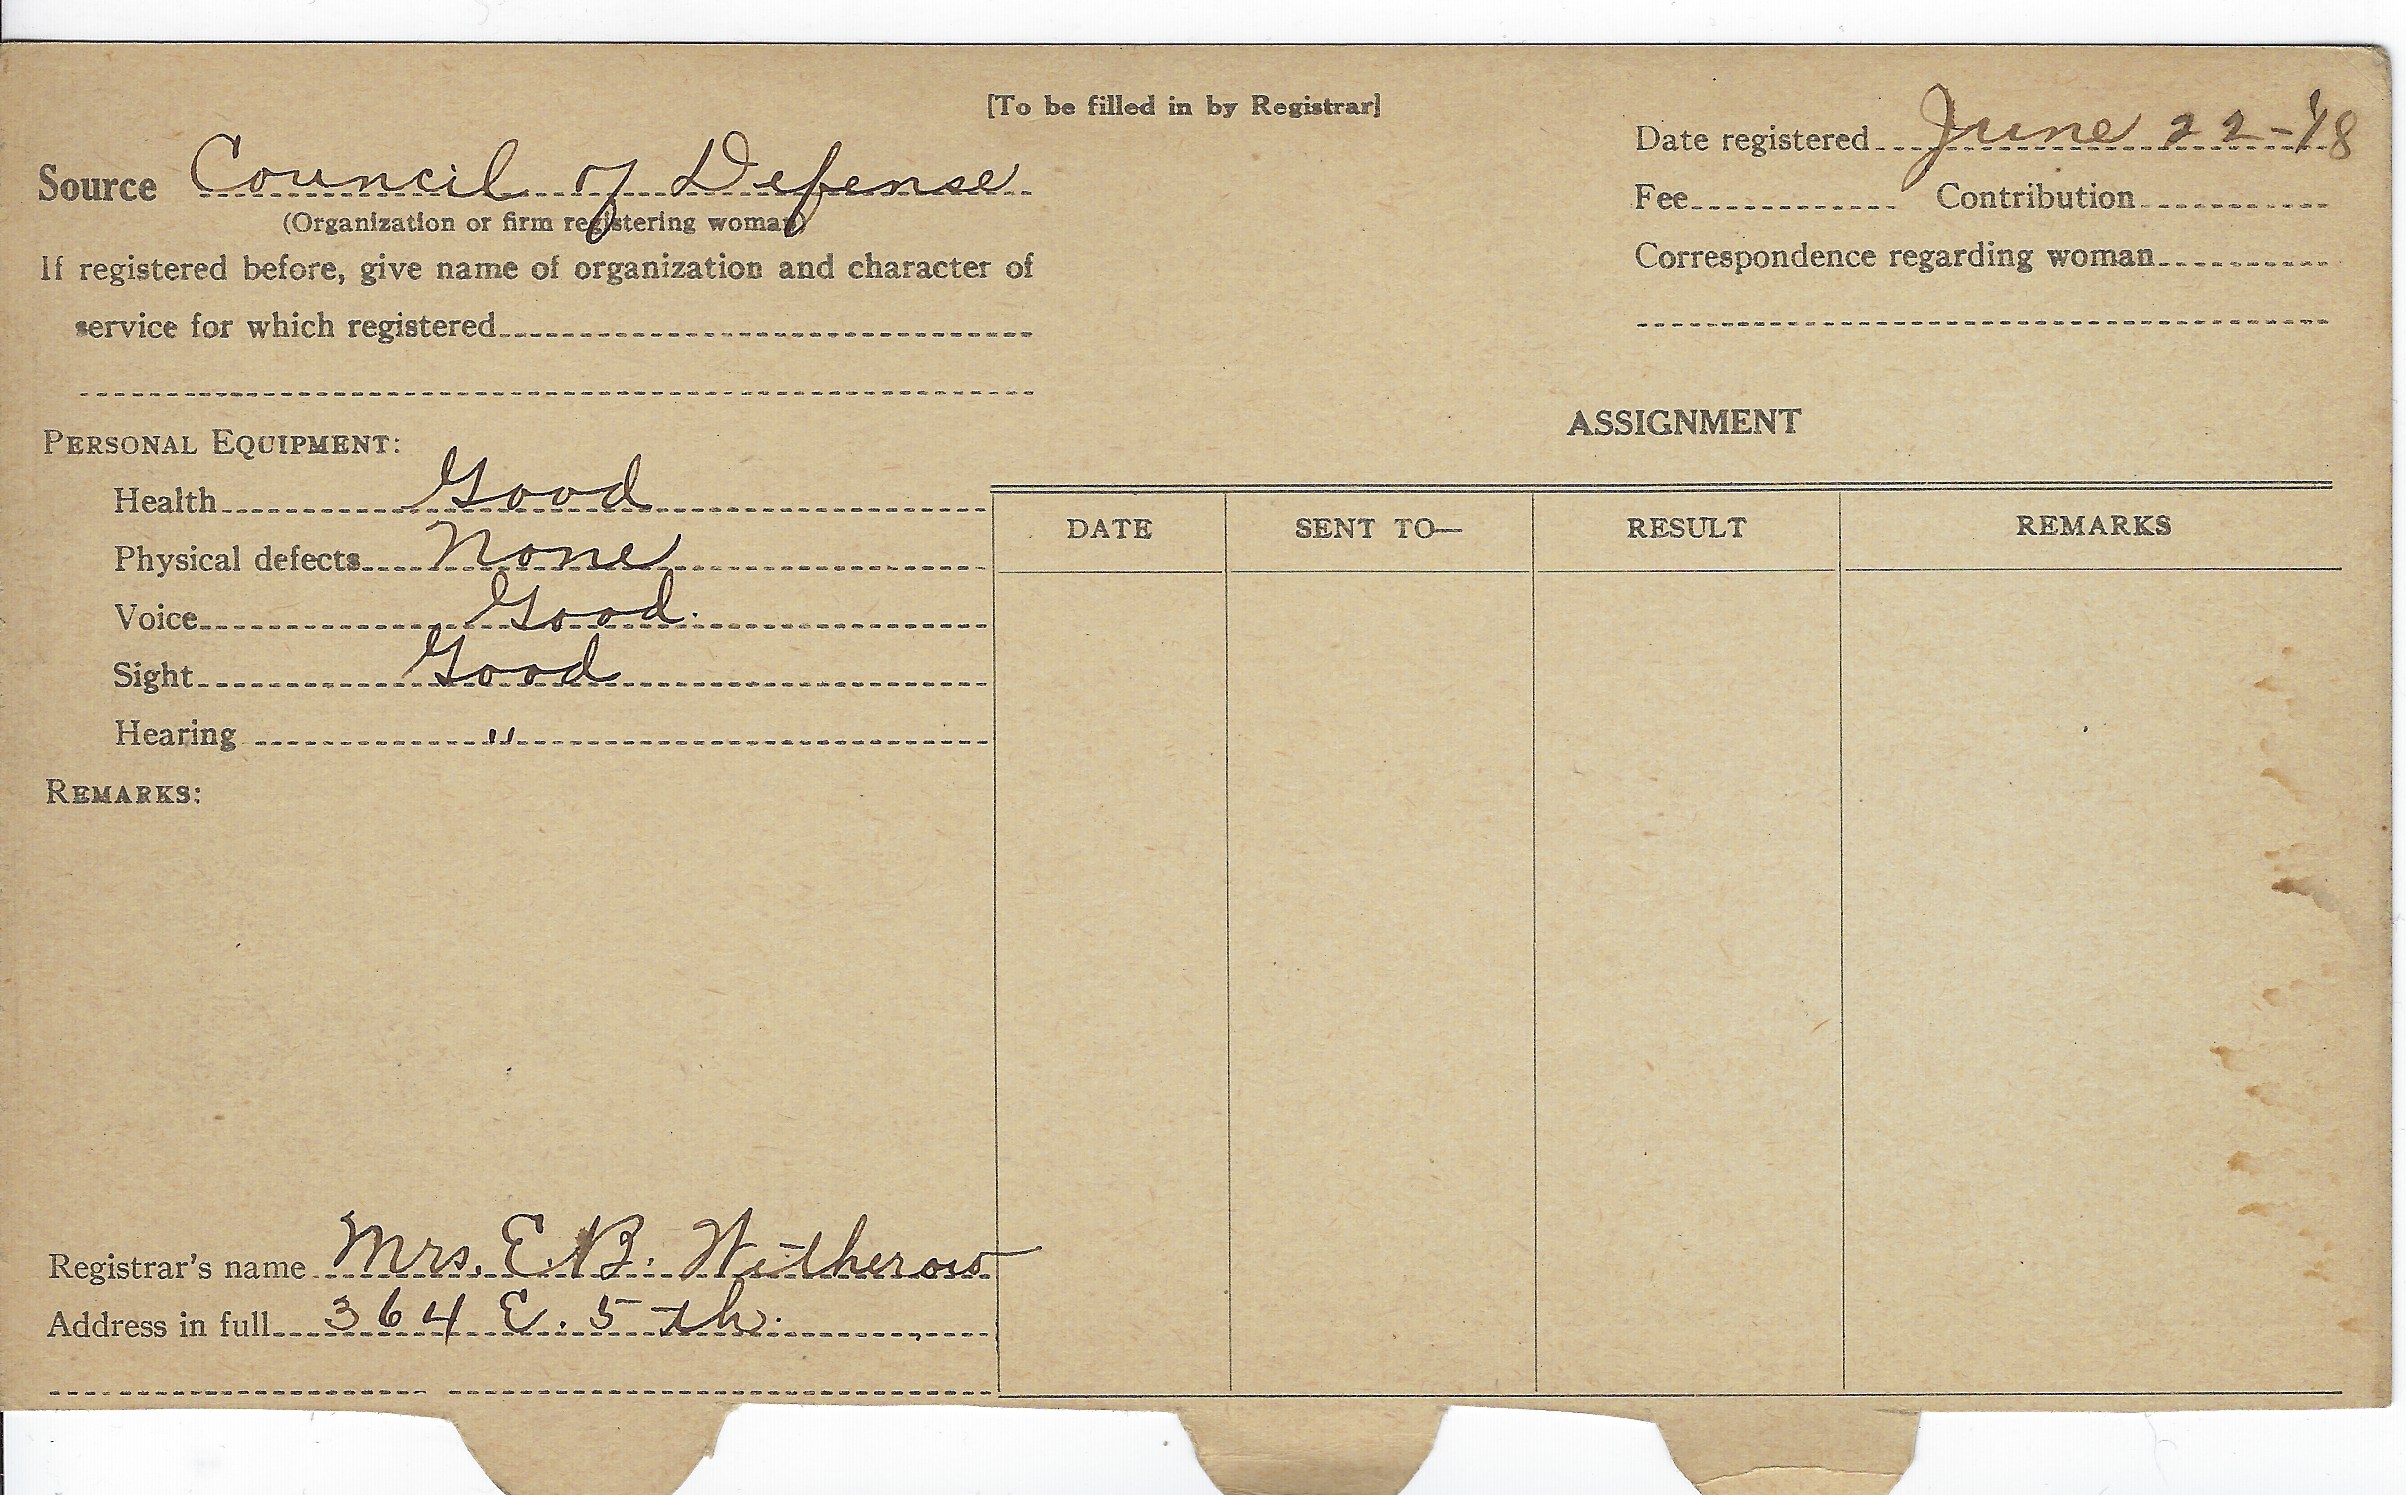 [To be filled in by Registrar]
Source Council of Defense
(Organization or firm registering woman)
If registered before, give name of organization and character of
service for which registered
Date registered June 22-'18
Fee Contribution
Correspondence regarding woman
PERSONAL EQUIPMENT:
Health Good
Physical defects None
Voice Good.
Sight Good
Hearing "
REMARKS:
Registrar's name Mrs. E.B. Witherow
Address in full 364 E. 5th.
ASSIGNMENT
DATE SENT TO— RESULT REMARKS